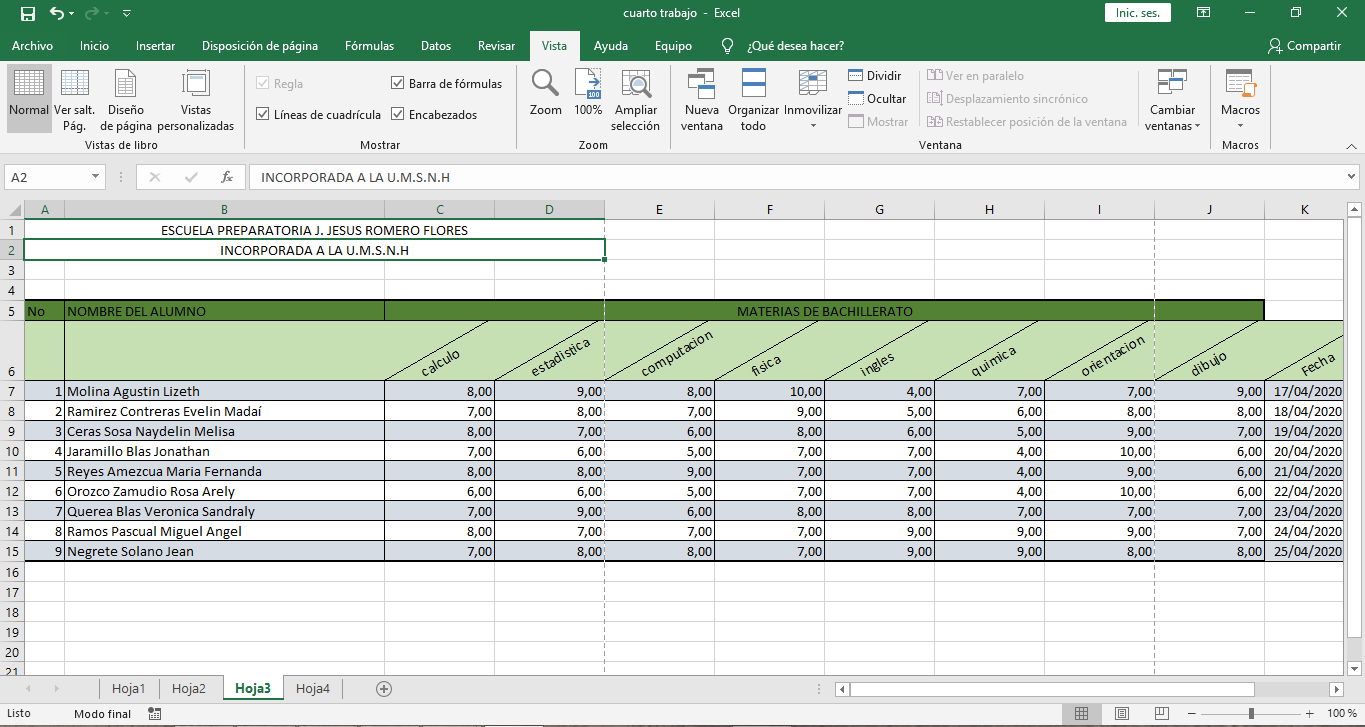 cuarto trabajo - Excel
Inic. ses.
Archivo Inicio Insertar Disposición de página Fórmulas Datos Revisar Vista Ayuda Equipo ¿Qué desea hacer? Compartir
Normal Ver salt. Pág. Diseño de página Vistas personalizadas
Vistas de libro
Regla Barra de fórmulas
Líneas de cuadrícula Encabezados
Mostrar
Zoom 100% Ampliar selección
100
Zoom
Nueva ventana Organizar todo Inmovilizar
Dividir
Ocultar
Mostrar
Ver en paralelo
Desplazamiento sincrónico
Restablecer posición de la ventana
Cambiar ventanas
Ventana
Macros
Macros
A2 fx INCORPORADA A LA U.M.S.N.H
A B C D E F G H I J K
1 ESCUELA PREPARATORIA J. JESUS ROMERO FLORES
2 INCORPORADA A LA U.M.S.N.H
3
4
5 No NOMBRE DEL ALUMNO MATERIAS DE BACHILLERATO
6 calculo estadistica computacion fisica ingles quimica orientacion dibujo Fecha
7 1 Molina Agustin Lizeth 8,00 9,00 8,00 10,00 4,00 7,00 7,00 9,00 17/04/2020
8 2 Ramirez Contreras Evelin Madaí 7,00 8,00 7,00 9,00 5,00 6,00 8,00 8,00 18/04/2020
9 3 Ceras Sosa Naydelin Melisa 8,00 7,00 6,00 8,00 6,00 5,00 9,00 7,00 19/04/2020
10 4 Jaramillo Blas Jonathan 7,00 6,00 5,00 7,00 7,00 4,00 10,00 6,00 20/04/2020
11 5 Reyes Amezcua Maria Fernanda 8,00 8,00 9,00 7,00 7,00 4,00 9,00 6,00 21/04/2020
12 6 Orozco Zamudio Rosa Arely 6,00 6,00 5,00 7,00 7,00 4,00 10,00 6,00 22/04/2020
13 7 Querea Blas Veronica Sandraly 7,00 9,00 6,00 8,00 8,00 7,00 7,00 7,00 23/04/2020
14 8 Ramos Pascual Miguel Angel 8,00 7,00 7,00 7,00 9,00 9,00 9,00 7,00 24/04/2020
15 9 Negrete Solano Jean 7,00 8,00 8,00 7,00 9,00 9,00 8,00 8,00 25/04/2020
16
17
18
19
20
21
Hoja1 Hoja2 Hoja3 Hoja4
Listo Modo final 100 %